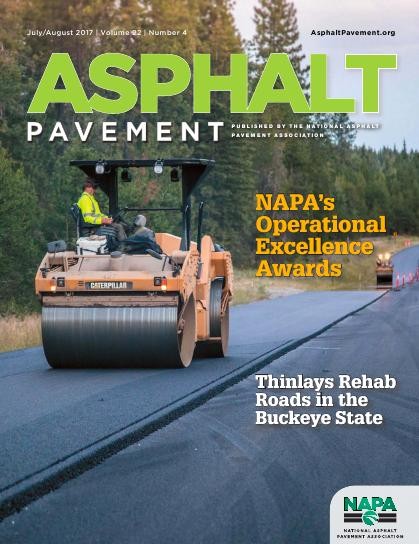 July/August 2017 | Volume 22 | Number 4
AsphaltPavement.org
ASPHALT
PAVEMENT
PUBLISHED BY THE NATIONAL ASPHALT
PAVEMENT ASSOCIATION
NAPA's
Operational
Excellence
Awards
CATERPILLAR
Thinlays Rehab
Roads in the
Buckeye State
NAPA
NATIONAL ASPHALT
PAVEMENT ASSOCIATION